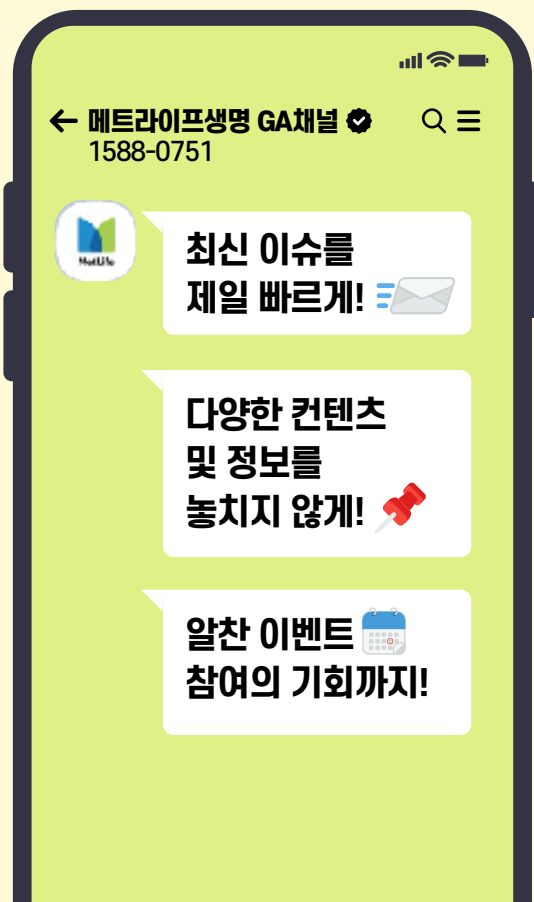 메트라이프생명 GA채널
1588-0751
MetLife
최신 이슈를
제일 빠르게!
다양한 컨텐츠
및 정보를
놓치지 않게!
알찬 이벤트
참여의 기회까지!